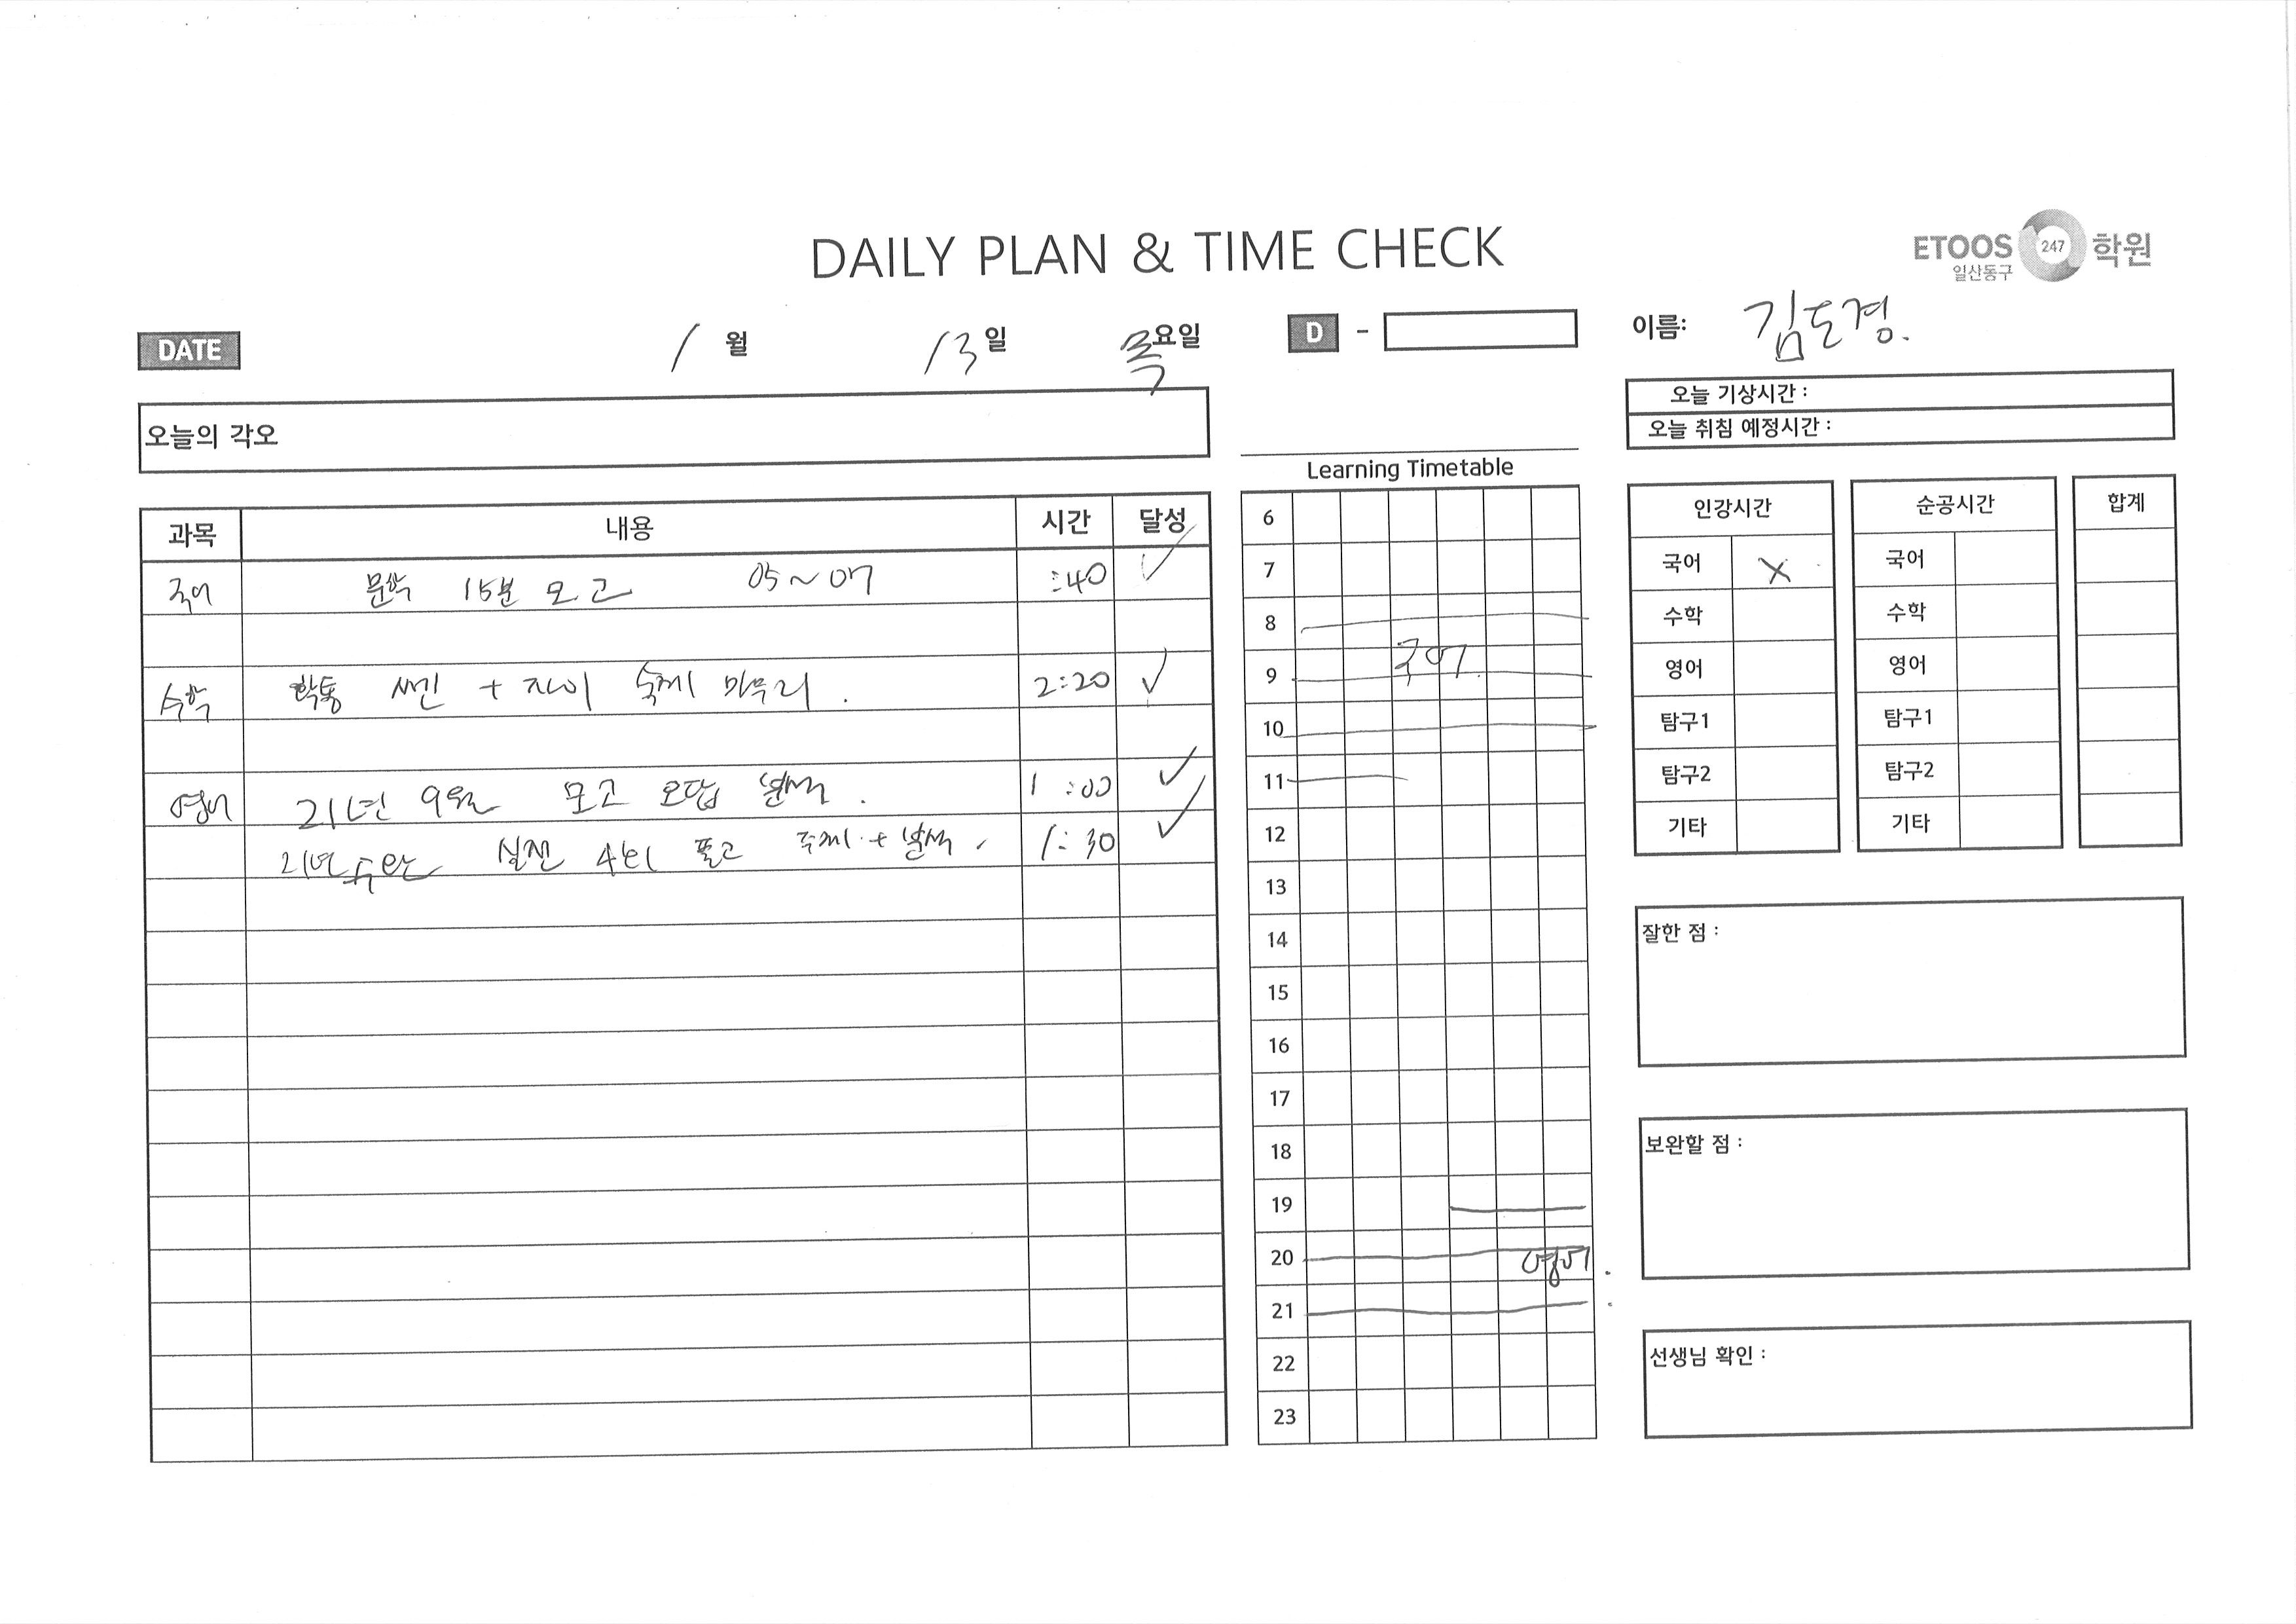 DAILY PLAN & TIME CHECK
ETOOS 247 학원
일산동구
DATE 1 월 13 일 목요일
D -
이름: 김도경.
오늘 기상시간 :
오늘 취침 예정시간 :
오늘의 각오
과목 내용 시간 달성
국어 문학 15분 모고 05~07 :40 ✓
수학 학통 쎈 + 자이 숙제 마무리. 2:20 ✓
영어 21년 9월 모고 오답 분석. 1:00 ✓
21년 수완 실전 4번 풀고 주제 + 분석. 1:30 ✓
Learning Timetable
6
7
8
9 국어
10
11
12
13
14
15
16
17
18
19
20 영어
21
22
23
인강시간 순공시간 합계
국어 X 국어
수학 수학
영어 영어
탐구1 탐구1
탐구2 탐구2
기타 기타
잘한 점 :
보완할 점 :
선생님 확인 :